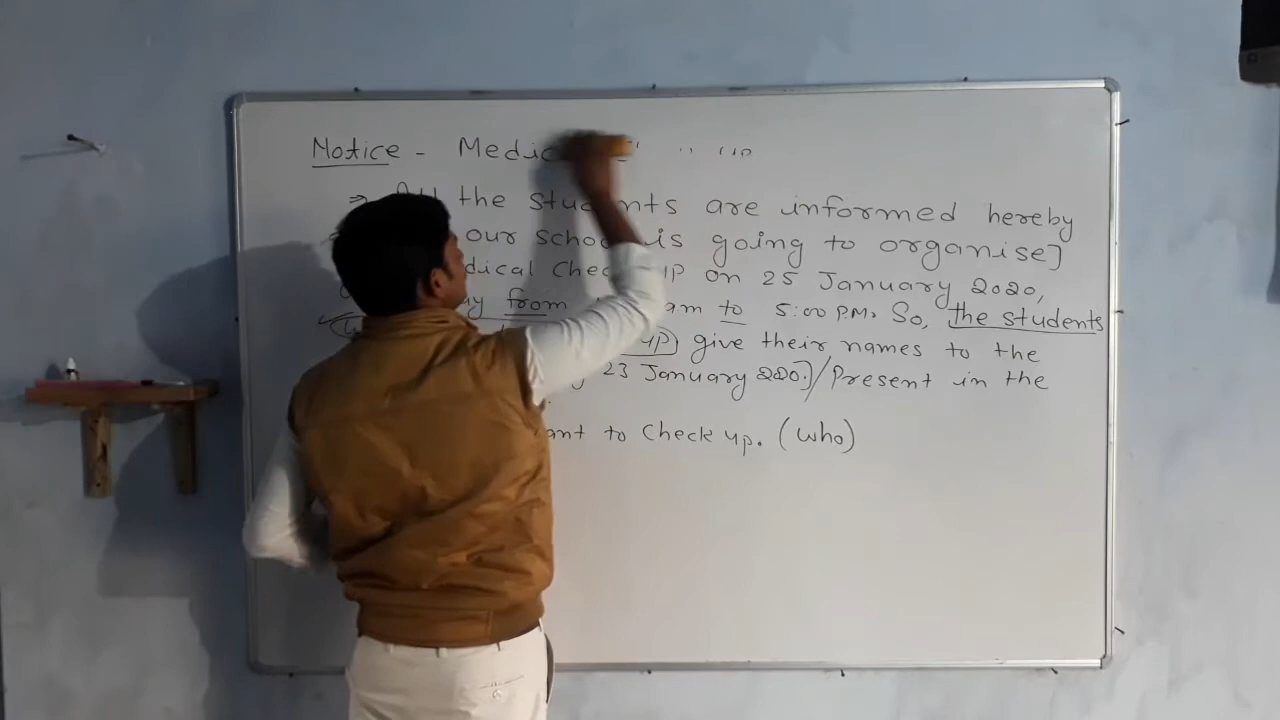 Notice - Medic
the students are informed hereby
our school is going to organise]
dical Check up on 25 January 2020,
from am to 5:00 P.M. So, the students
up) give their names to the
23 January 2020.]/Present in the
ant to Check up. (who)